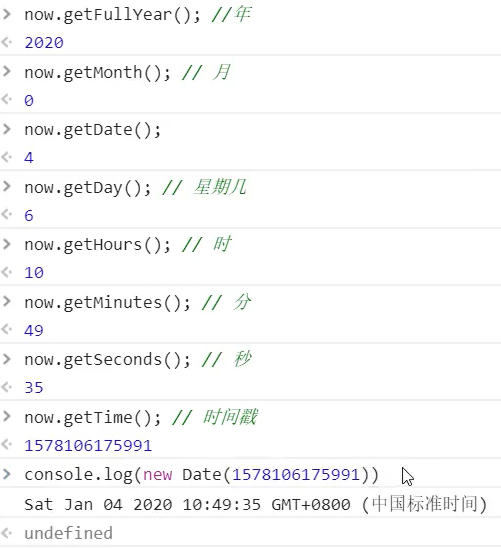 now.getFullYear(); //年
2020
now.getMonth(); // 月
0
now.getDate();
4
now.getDay(); // 星期几
6
now.getHours(); // 时
10
now.getMinutes(); // 分
49
now.getSeconds(); // 秒
35
now.getTime(); // 时间戳
1578106175991
console.log(new Date(1578106175991))
Sat Jan 04 2020 10:49:35 GMT+0800 (中国标准时间)
undefined